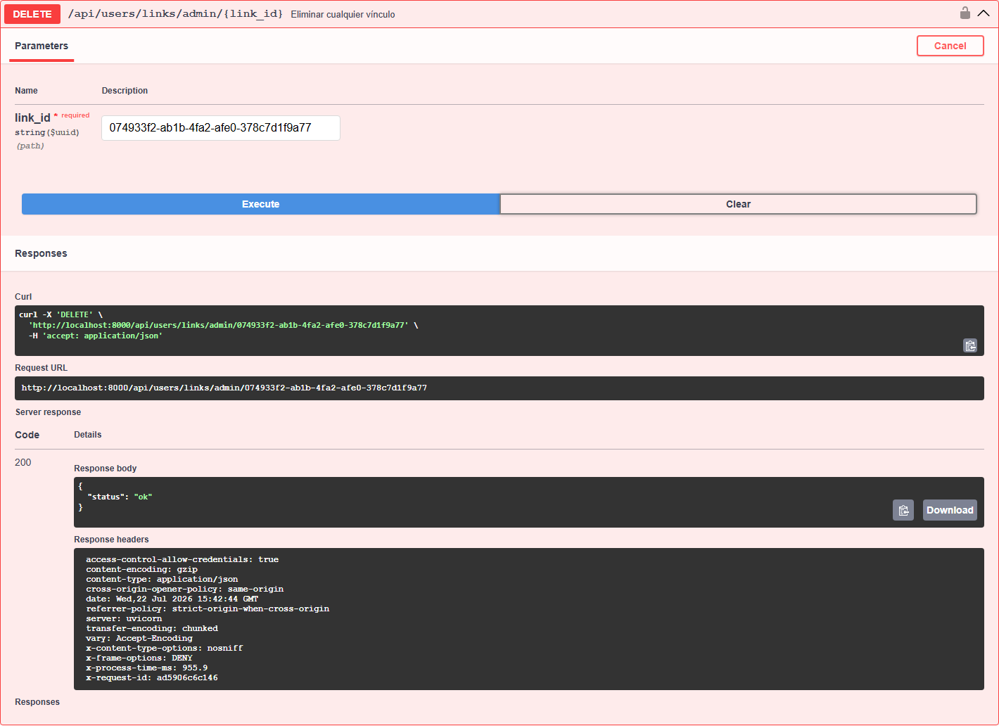 DELETE /api/users/links/admin/{link_id} Eliminar cualquier vínculo
Parameters
Cancel
Name Description
link_id * required
string($uuid)
(path)
074933f2-ab1b-4fa2-afe0-378c7d1f9a77
Execute Clear
Responses
Curl
curl -X 'DELETE' \
'http://localhost:8000/api/users/links/admin/074933f2-ab1b-4fa2-afe0-378c7d1f9a77' \
-H 'accept: application/json'
Request URL
http://localhost:8000/api/users/links/admin/074933f2-ab1b-4fa2-afe0-378c7d1f9a77
Server response
Code Details
200
Response body
{
"status": "ok"
}
Download
Response headers
access-control-allow-credentials: true
content-encoding: gzip
content-type: application/json
cross-origin-opener-policy: same-origin
date: Wed,22 Jul 2026 15:42:44 GMT
referrer-policy: strict-origin-when-cross-origin
server: uvicorn
transfer-encoding: chunked
vary: Accept-Encoding
x-content-type-options: nosniff
x-frame-options: DENY
x-process-time-ms: 955.9
x-request-id: ad5906c6c146
Responses